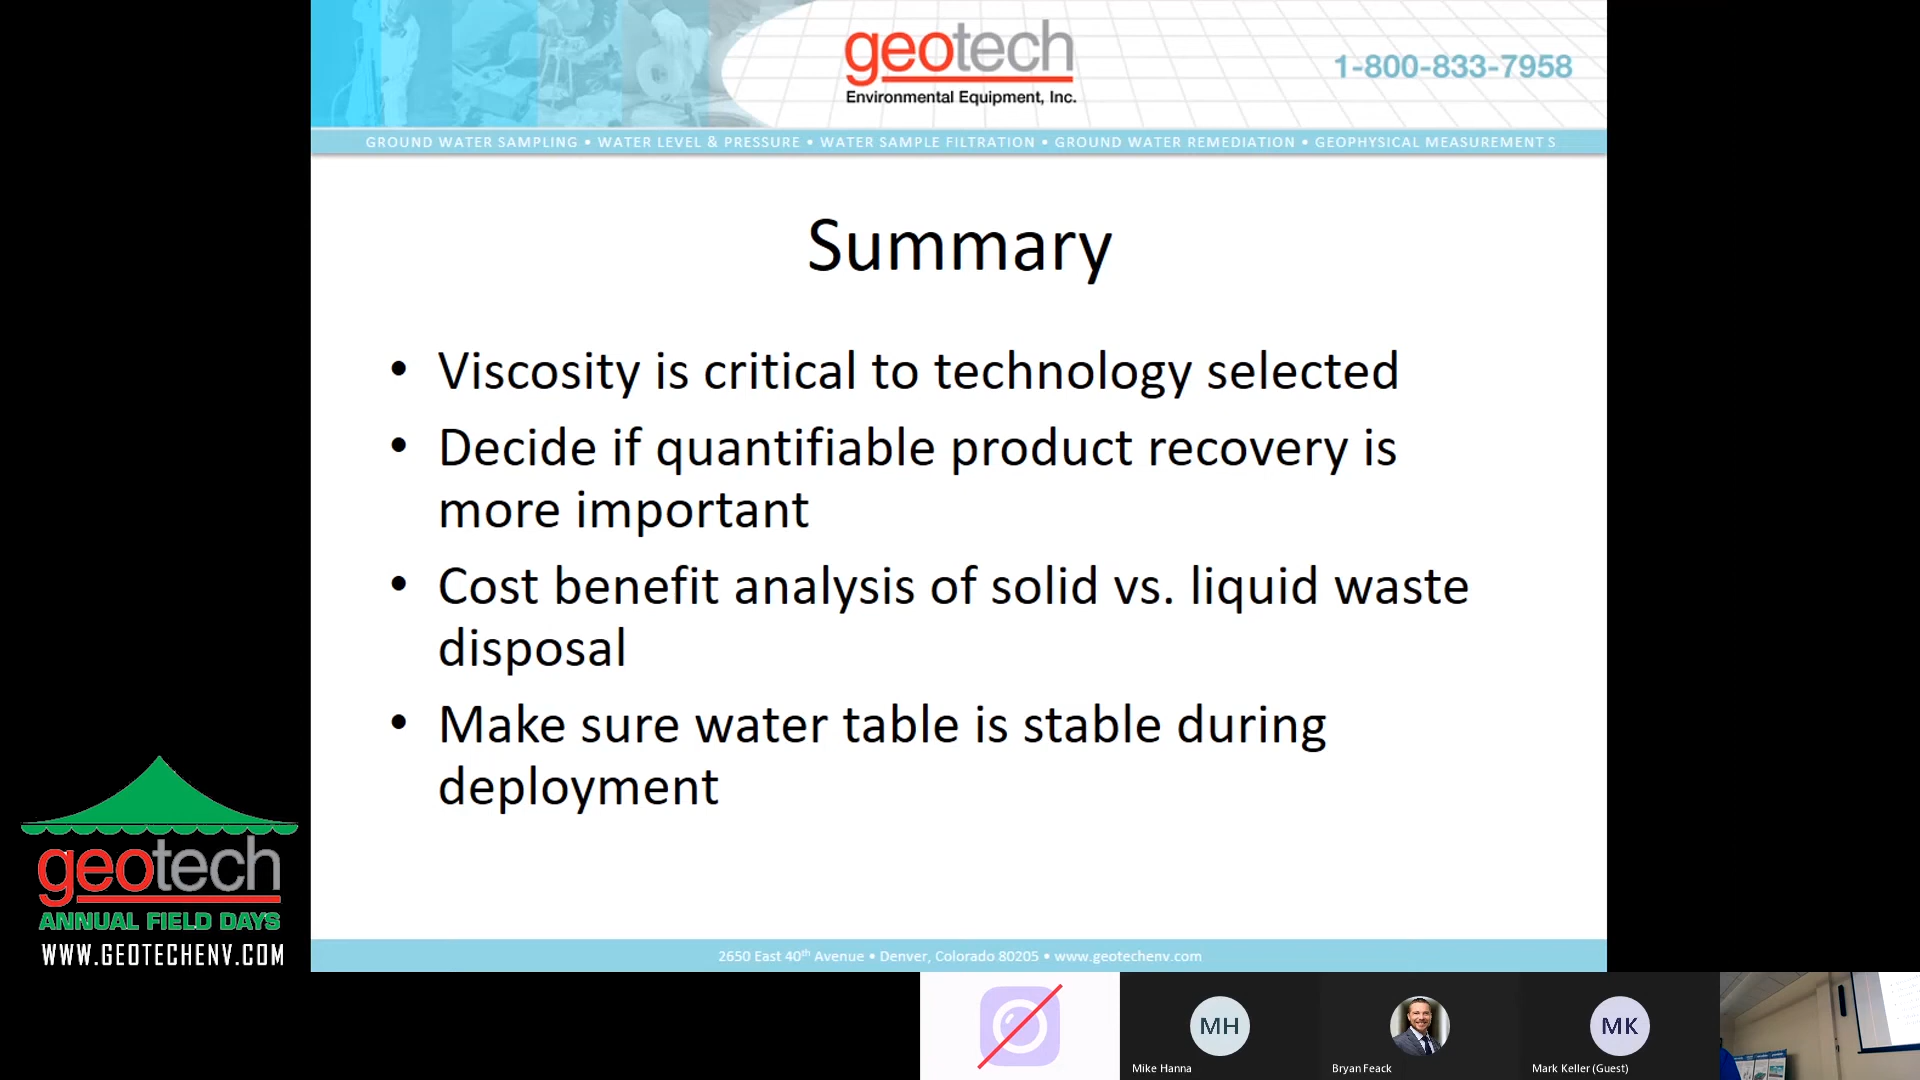 geotech
Environmental Equipment, Inc.
1-800-833-7958
GROUND WATER SAMPLING • WATER LEVEL & PRESSURE • WATER SAMPLE FILTRATION • GROUND WATER REMEDIATION • GEOPHYSICAL MEASUREMENTS
Summary
• Viscosity is critical to technology selected
• Decide if quantifiable product recovery is
more important
• Cost benefit analysis of solid vs. liquid waste
disposal
• Make sure water table is stable during
deployment
geotech
ANNUAL FIELD DAYS
WWW.GEOTECHENV.COM
2650 East 40th Avenue • Denver, Colorado 80205 • www.geotechenv.com
MH
MK
Mike Hanna
Bryan Feack
Mark Keller (Guest)